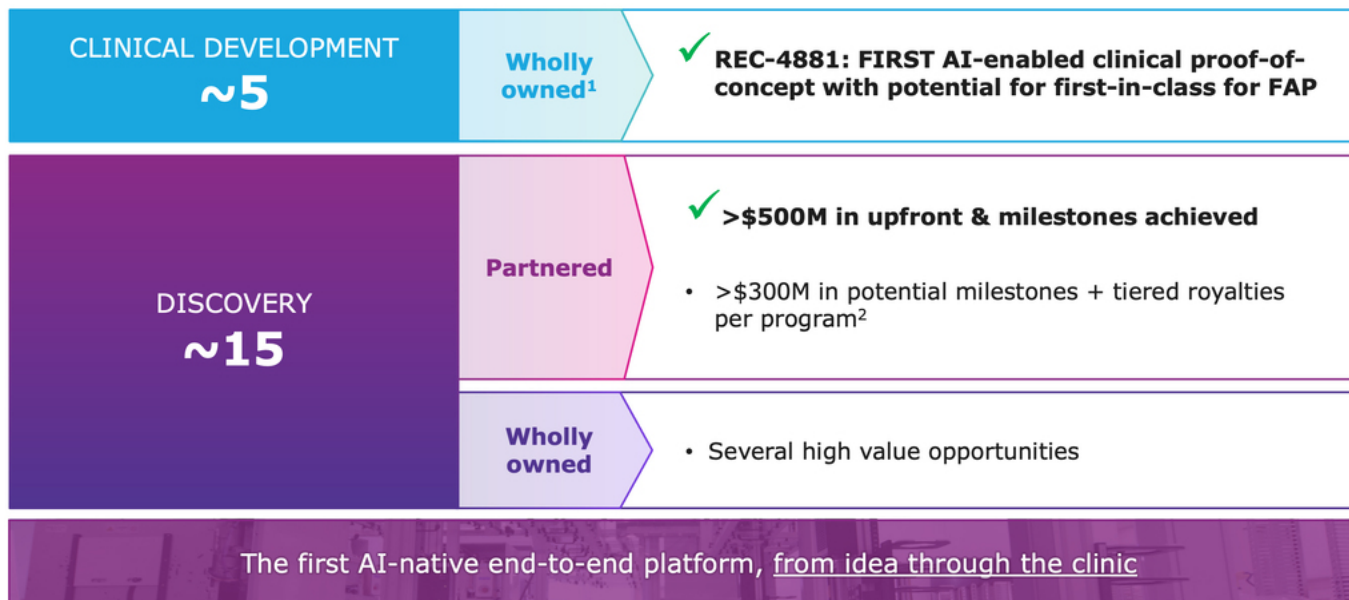 CLINICAL DEVELOPMENT
~5
Wholly
owned¹
✓ REC-4881: FIRST AI-enabled clinical proof-of-
concept with potential for first-in-class for FAP
DISCOVERY
~15
Partnered
✓ >$500M in upfront & milestones achieved
• >$300M in potential milestones + tiered royalties
per program²
Wholly
owned
• Several high value opportunities
The first AI-native end-to-end platform, from idea through the clinic